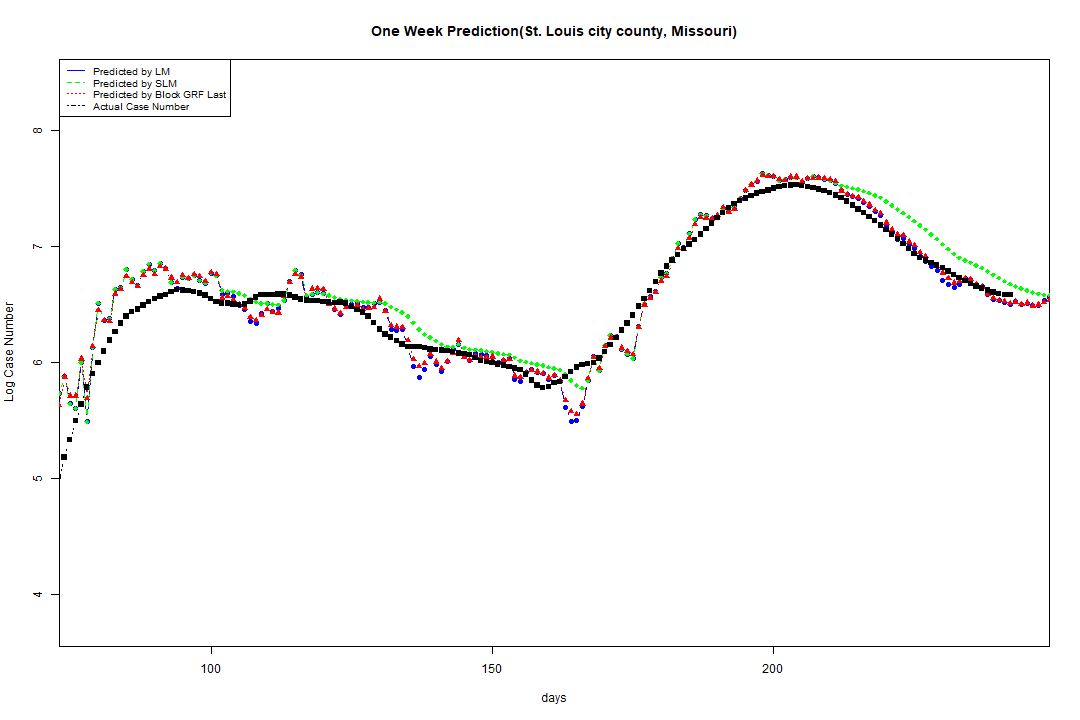 One Week Prediction(St. Louis city county, Missouri)
Predicted by LM
Predicted by SLM
Predicted by Block GRF Last
Actual Case Number
8
7
6
5
4
Log Case Number
100
150
200
days